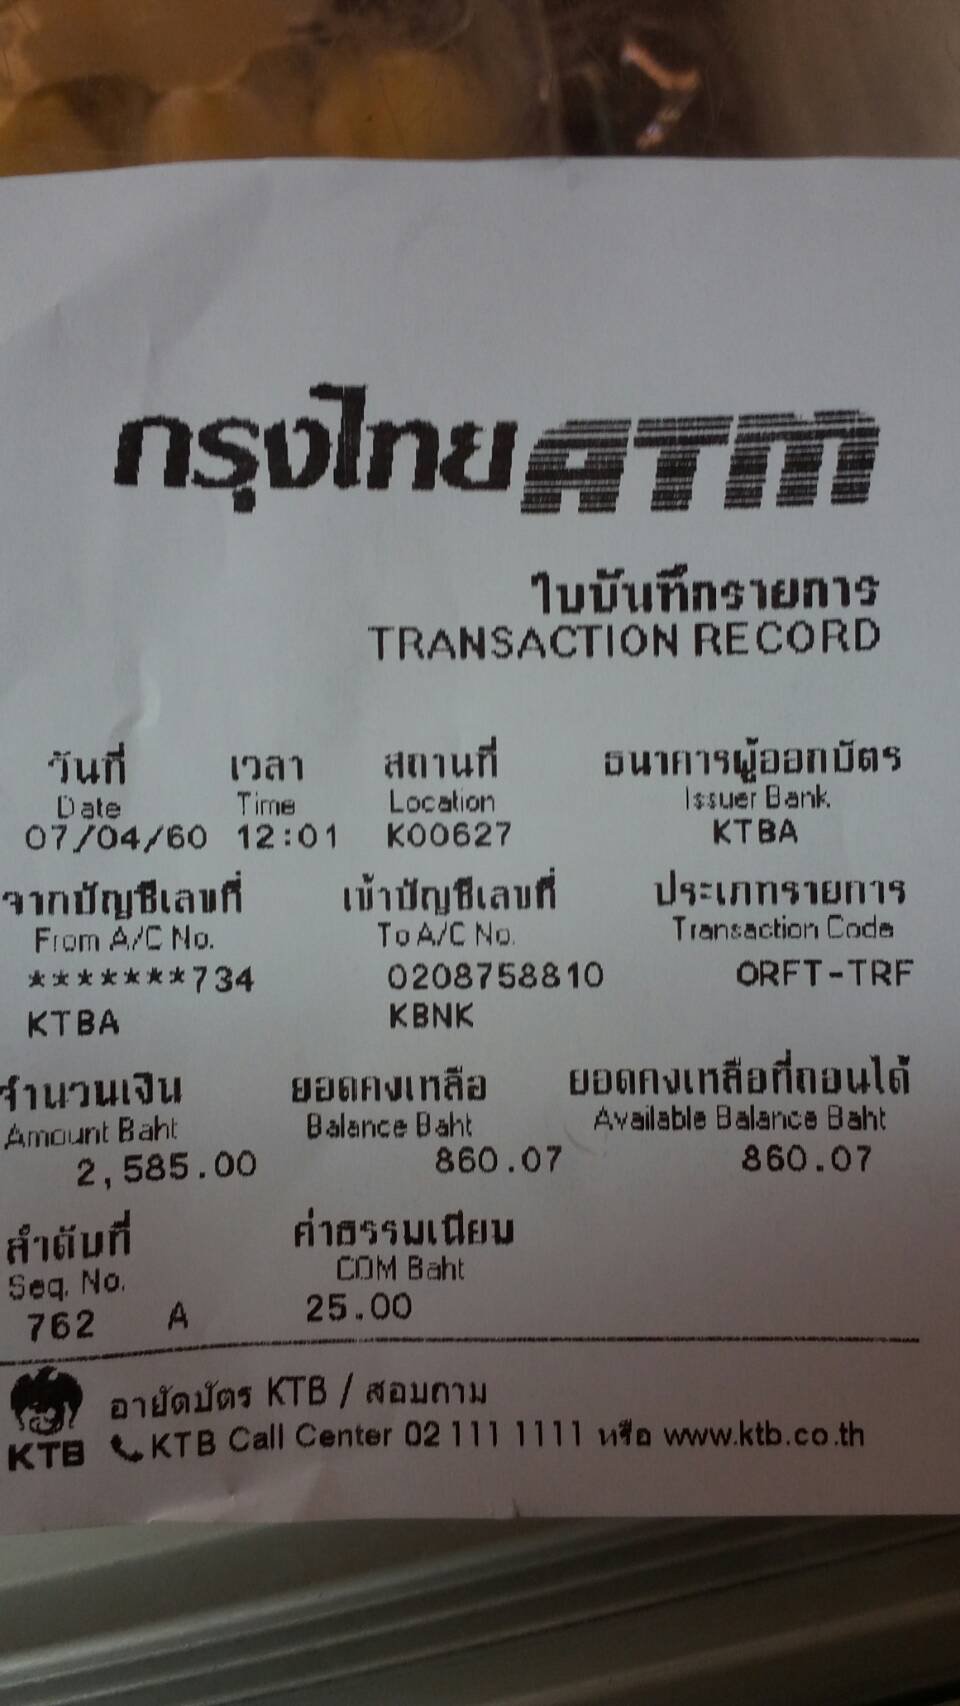 กรุงไทย ATM
ใบบันทึกรายการ
TRANSACTION RECORD
วันที่ เวลา สถานที่ ธนาคารผู้ออกบัตร
Date Time Location Issuer Bank
07/04/60 12:01 K00627 KTBA
จากบัญชีเลขที่ เข้าบัญชีเลขที่ ประเภทรายการ
From A/C No. To A/C No. Transaction Code
*******734 0208758810 ORFT-TRF
KTBA KBNK
จำนวนเงิน ยอดคงเหลือ ยอดคงเหลือที่ถอนได้
Amount Baht Balance Baht Available Balance Baht
2,585.00 860.07 860.07
ลำดับที่ ค่าธรรมเนียม
Seq. No. COM Baht
762 A 25.00
อายัดบัตร KTB / สอบถาม
KTB KTB Call Center 02 111 1111 หรือ www.ktb.co.th